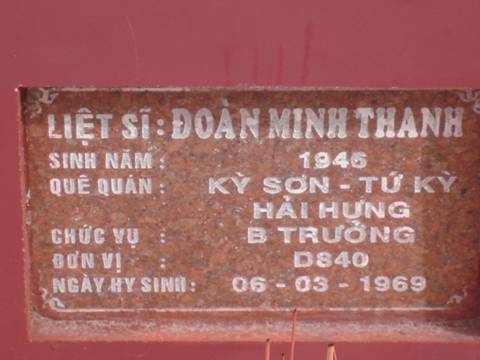 LIỆT SĨ : ĐOÀN MINH THANH
SINH NĂM : 1946
QUÊ QUÁN : KỲ SƠN - TỨ KỲ
HẢI HƯNG
CHỨC VỤ : B TRƯỞNG
ĐƠN VỊ : D840
NGÀY HY SINH : 06 - 03 - 1969